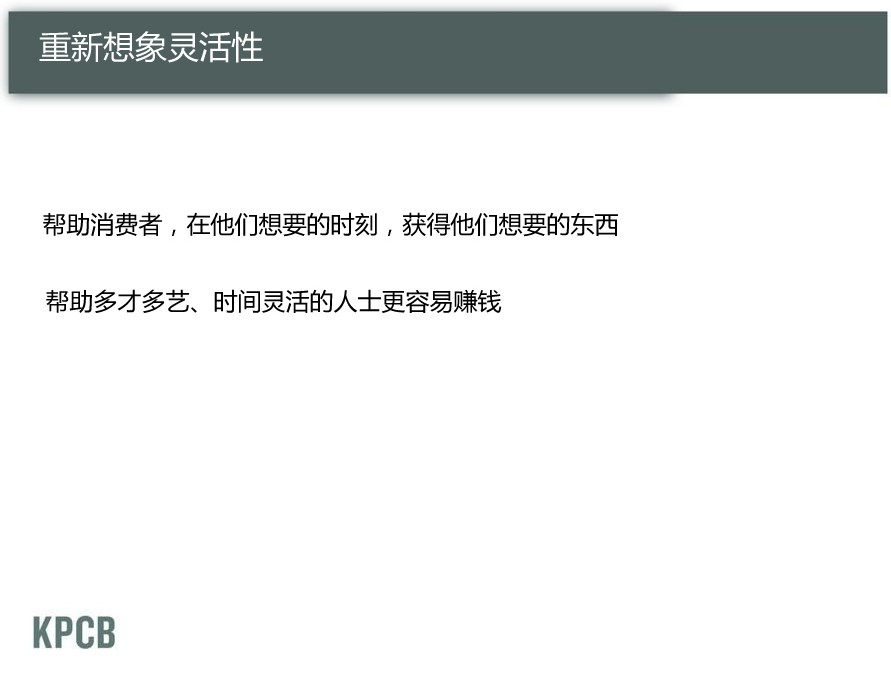 重新想象灵活性
帮助消费者，在他们想要的时刻，获得他们想要的东西
帮助多才多艺、时间灵活的人士更容易赚钱
KPCB